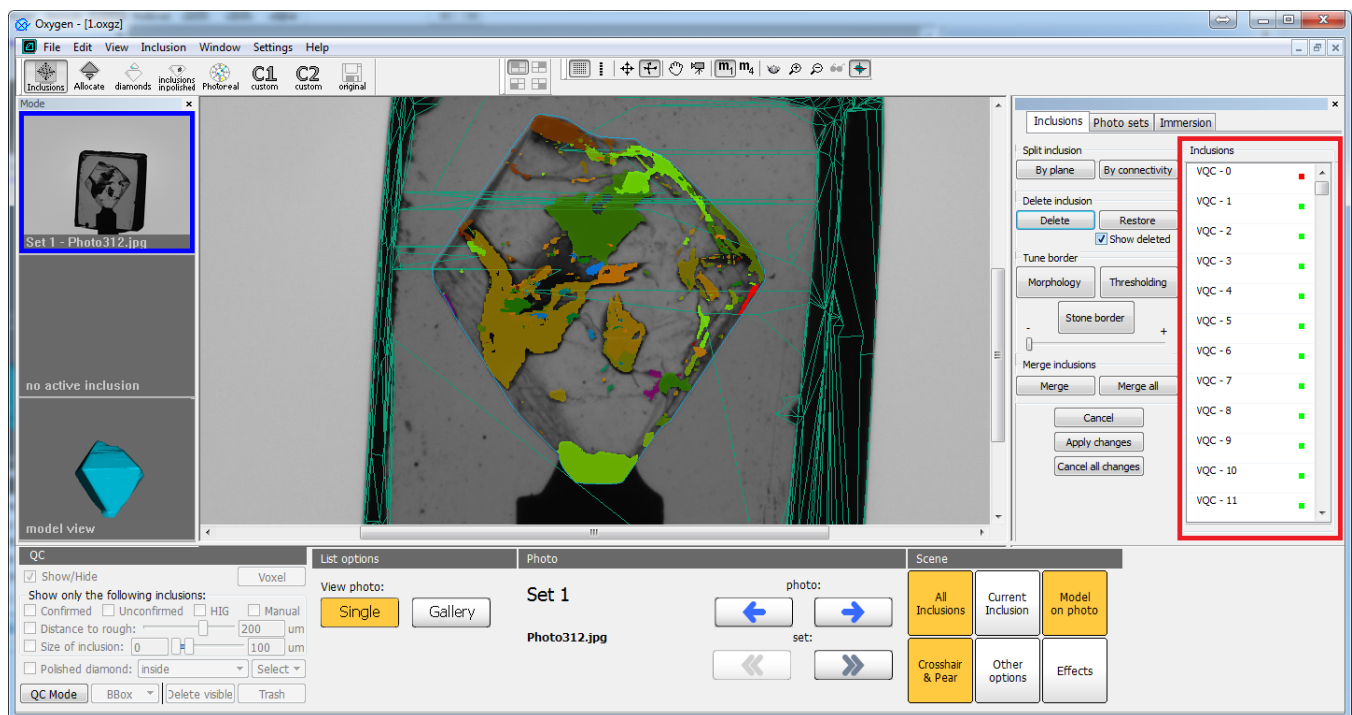 Oxygen - [1.oxgz]
File Edit View Inclusion Window Settings Help
Inclusions Allocate diamonds inclusions in polished Photoreal C1 custom C2 custom original
m1 m4
Mode
Set 1 - Photo312.jpg
no active inclusion
model view
Inclusions Photo sets Immersion
Split inclusion
By plane By connectivity
Delete inclusion
Delete Restore
Show deleted
Tune border
Morphology Thresholding
Stone border
- +
Merge inclusions
Merge Merge all
Cancel
Apply changes
Cancel all changes
Inclusions
VQC - 0
VQC - 1
VQC - 2
VQC - 3
VQC - 4
VQC - 5
VQC - 6
VQC - 7
VQC - 8
VQC - 9
VQC - 10
VQC - 11
QC
Show/Hide Voxel
Show only the following inclusions:
Confirmed Unconfirmed HIG Manual
Distance to rough: 200 um
Size of inclusion: 0 100 um
Polished diamond: inside Select
QC Mode BBox Delete visible Trash
List options
View photo:
Single Gallery
Photo
Set 1
Photo312.jpg
photo:
set:
Scene
All Inclusions
Current Inclusion
Model on photo
Crosshair & Pear
Other options
Effects